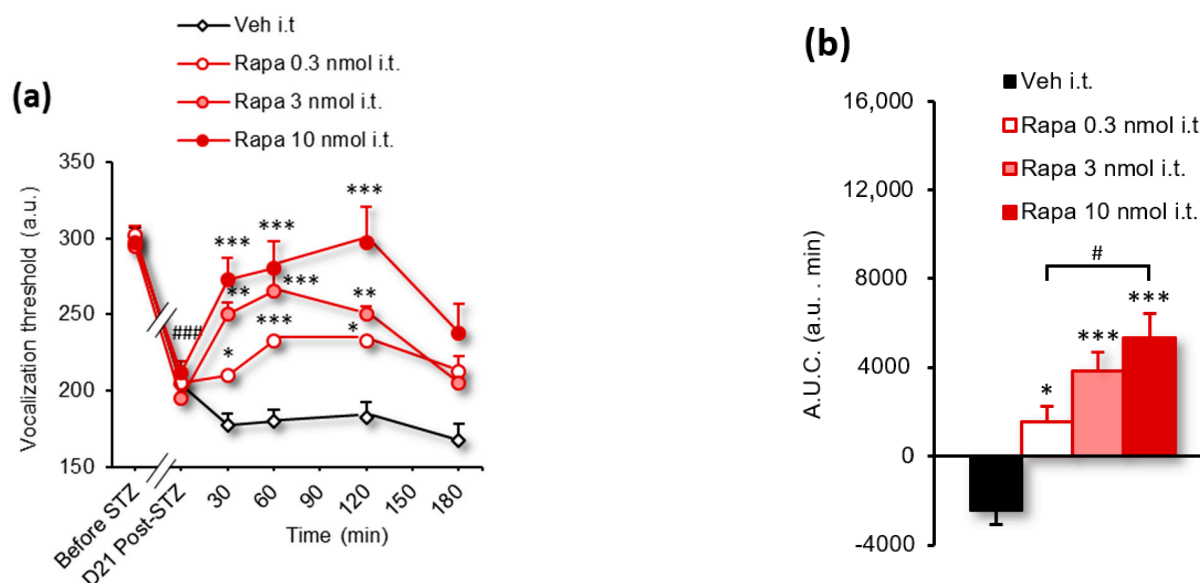 (a)
Veh i.t
Rapa 0.3 nmol i.t.
Rapa 3 nmol i.t.
Rapa 10 nmol i.t.
Vocalization threshold (a.u.)
350
300
250
200
150
***
***
***
**
***
**
###
***
*
*
Before STZ
D21 Post-STZ
30
60
90
120
150
180
Time (min)
(b)
Veh i.t.
Rapa 0.3 nmol i.t
Rapa 3 nmol i.t.
Rapa 10 nmol i.t.
A.U.C. (a.u. . min)
16,000
12,000
8000
4000
0
-4000
#
***
***
*